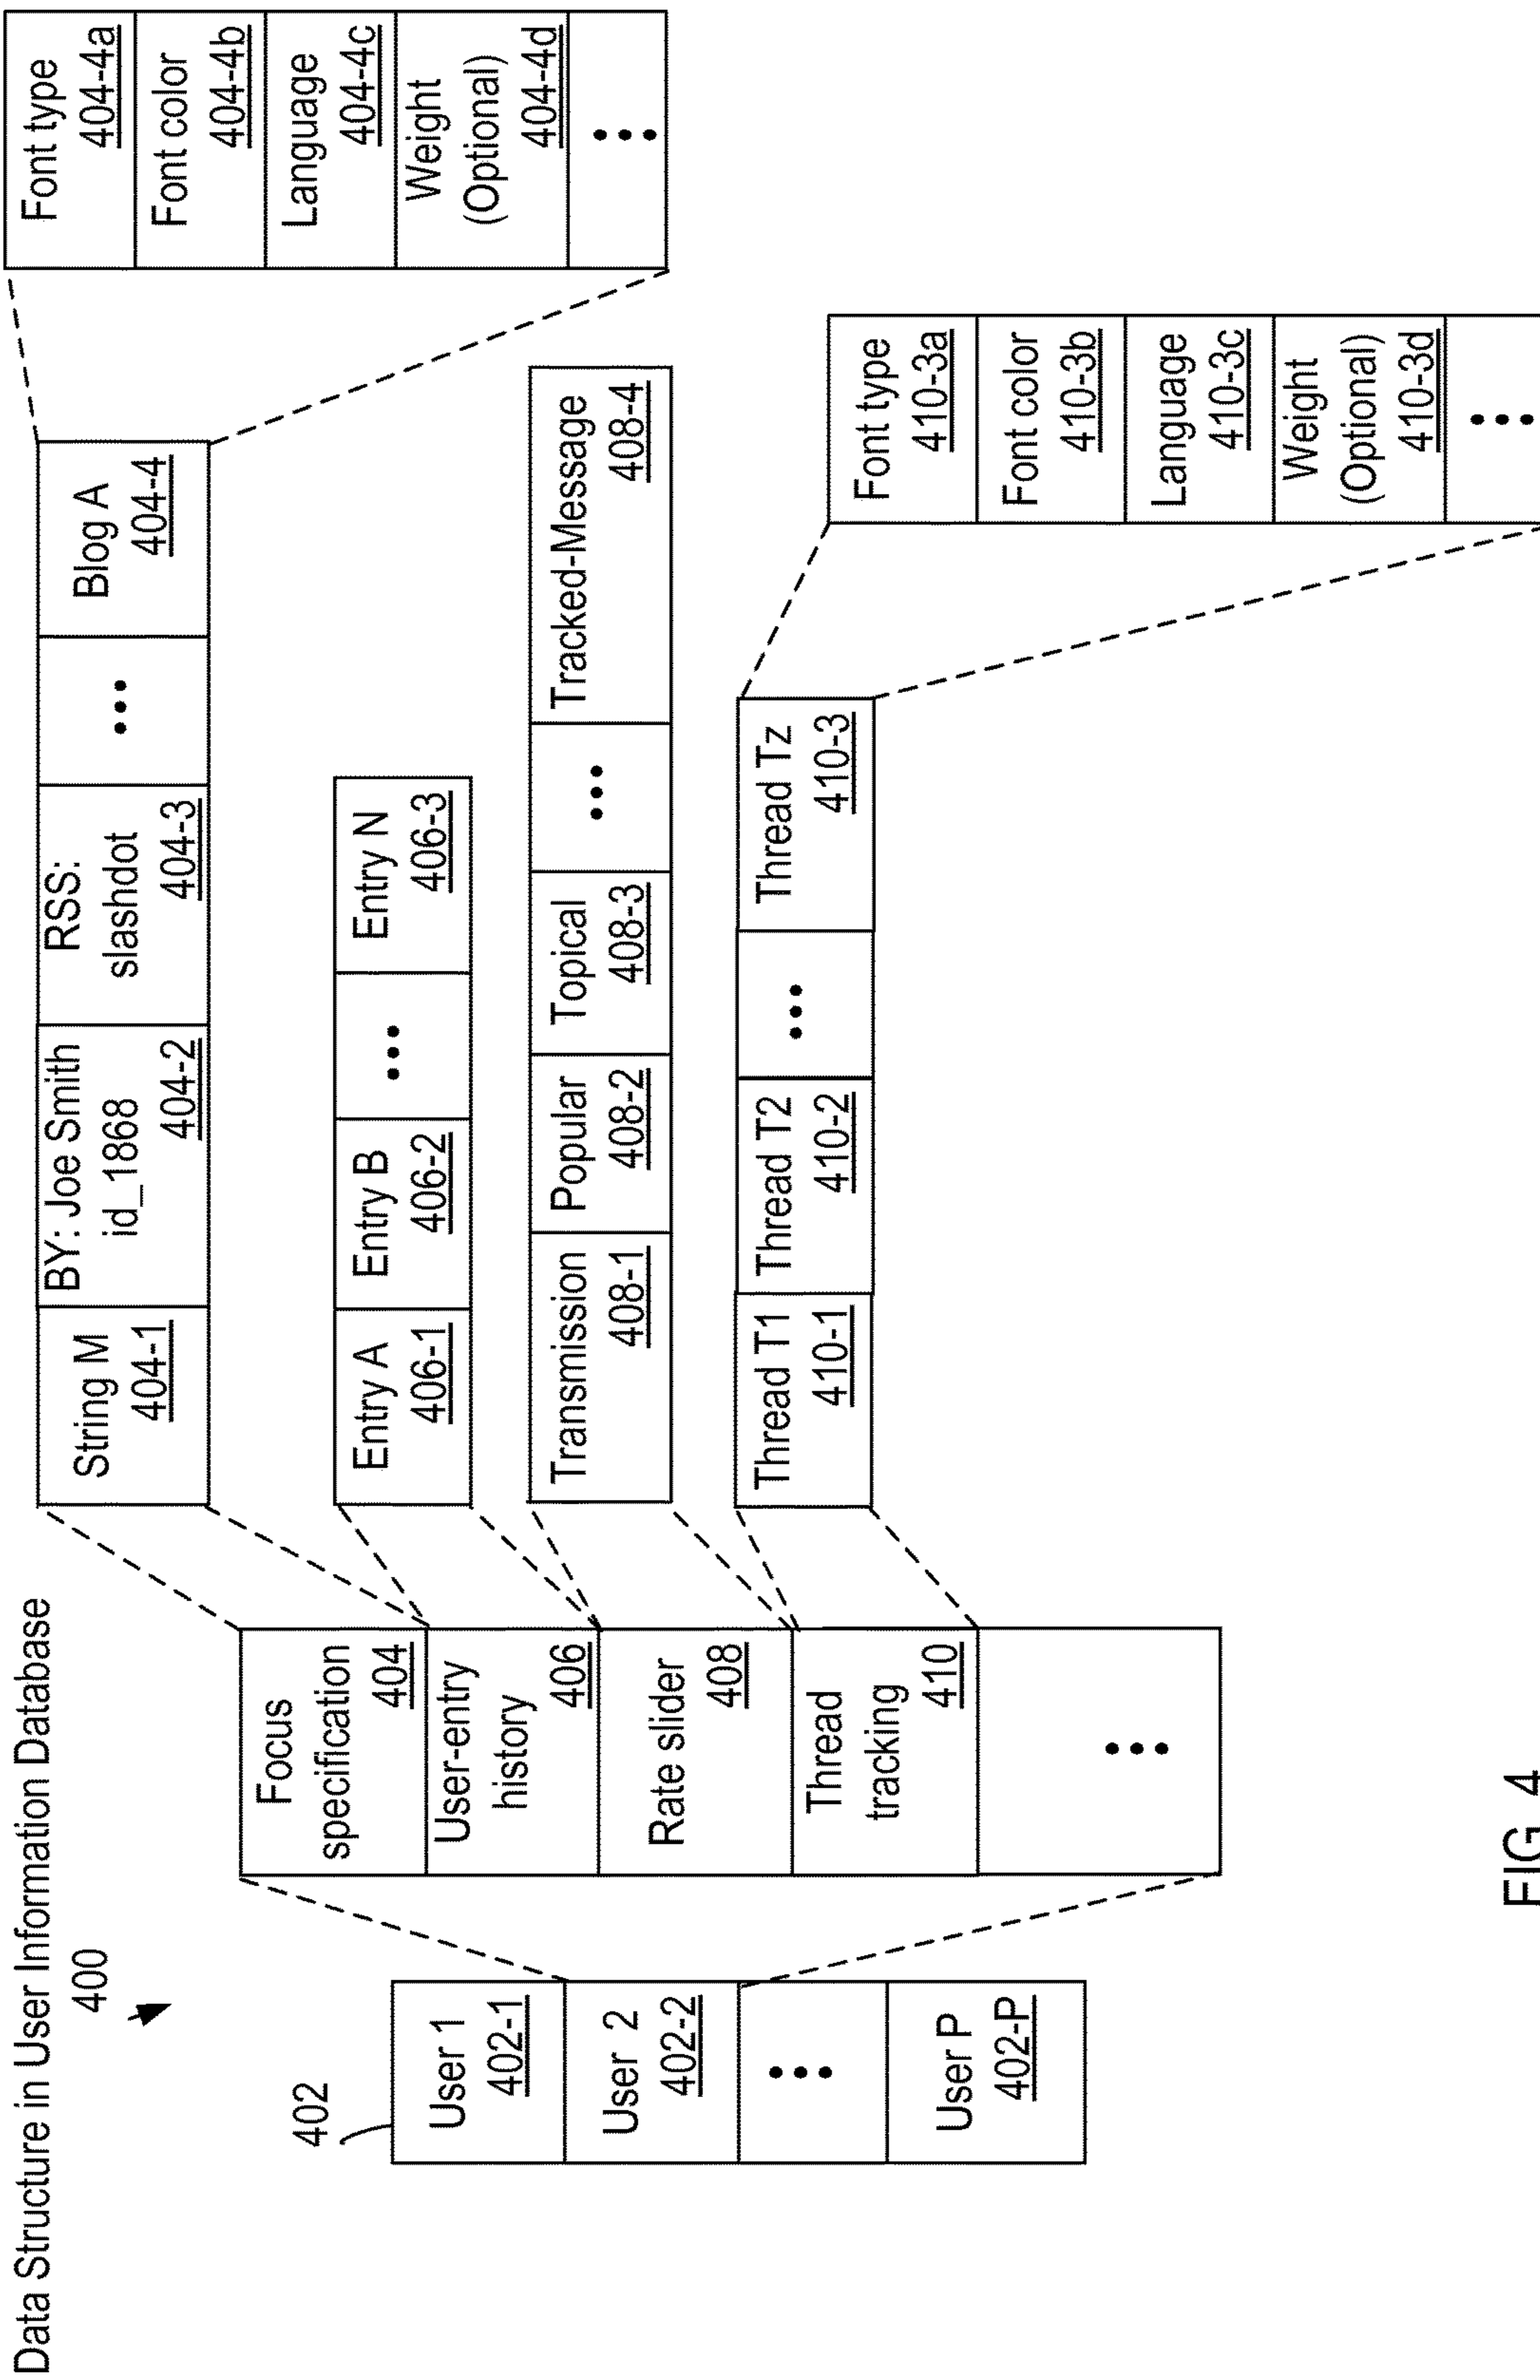 Data Structure in User Information Database
400
402
User 1
402-1
User 2
402-2
User P
402-P
Focus
specification
404
User-entry
history
406
Rate slider
408
Thread
tracking
410
String M
404-1
BY: Joe Smith
id_1868
404-2
RSS:
slashdot
404-3
Blog A
404-4
Font type
404-4a
Font color
404-4b
Language
404-4c
Weight
(Optional)
404-4d
Entry A
406-1
Entry B
406-2
Entry N
406-3
Transmission
408-1
Popular
408-2
Topical
408-3
Tracked-Message
408-4
Thread T1
410-1
Thread T2
410-2
Thread Tz
410-3
Font type
410-3a
Font color
410-3b
Language
410-3c
Weight
(Optional)
410-3d
FIG. 4